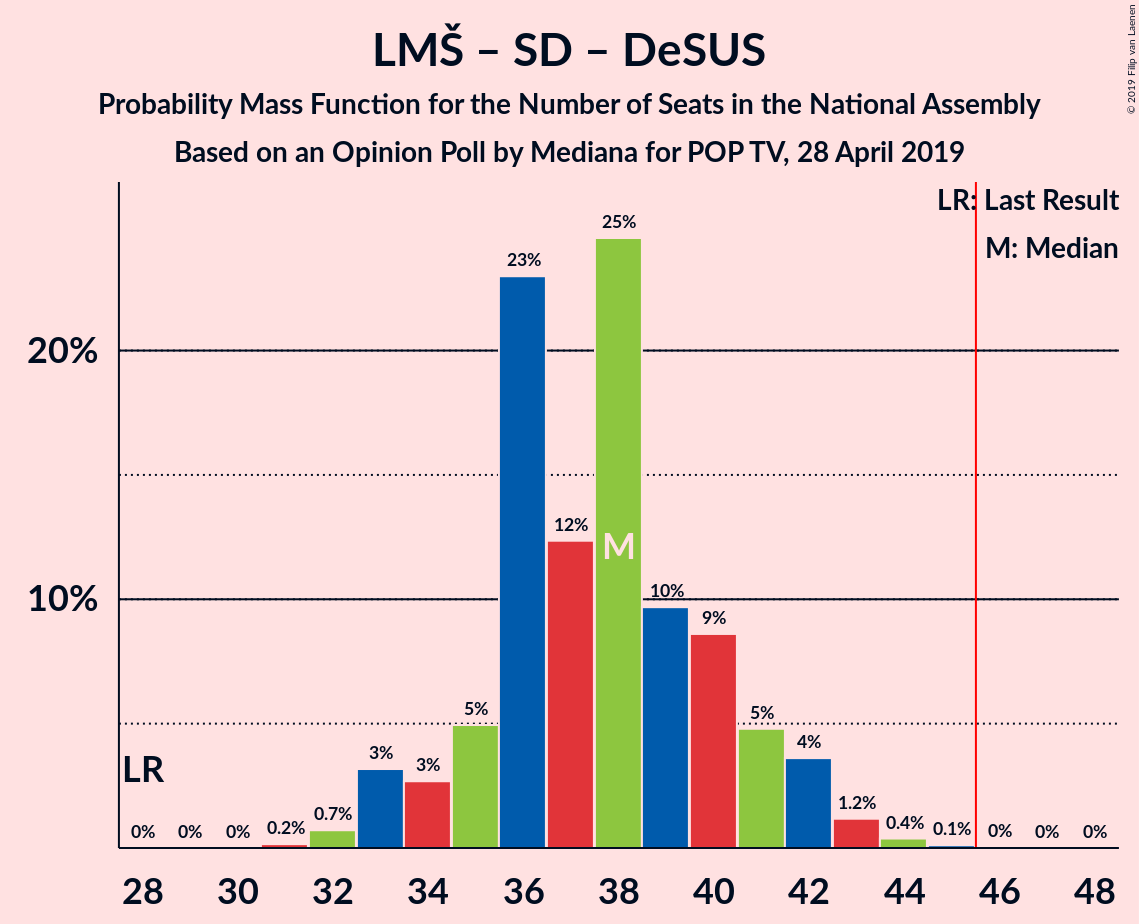 LMŠ – SD – DeSUS
Probability Mass Function for the Number of Seats in the National Assembly
Based on an Opinion Poll by Mediana for POP TV, 28 April 2019
© 2019 Filip van Laenen
LR: Last Result
M: Median
20%
10%
LR
0%
0%
0%
0.2%
0.7%
3%
3%
5%
23%
12%
25%
M
10%
9%
5%
4%
1.2%
0.4%
0.1%
0%
0%
0%
28 30 32 34 36 38 40 42 44 46 48